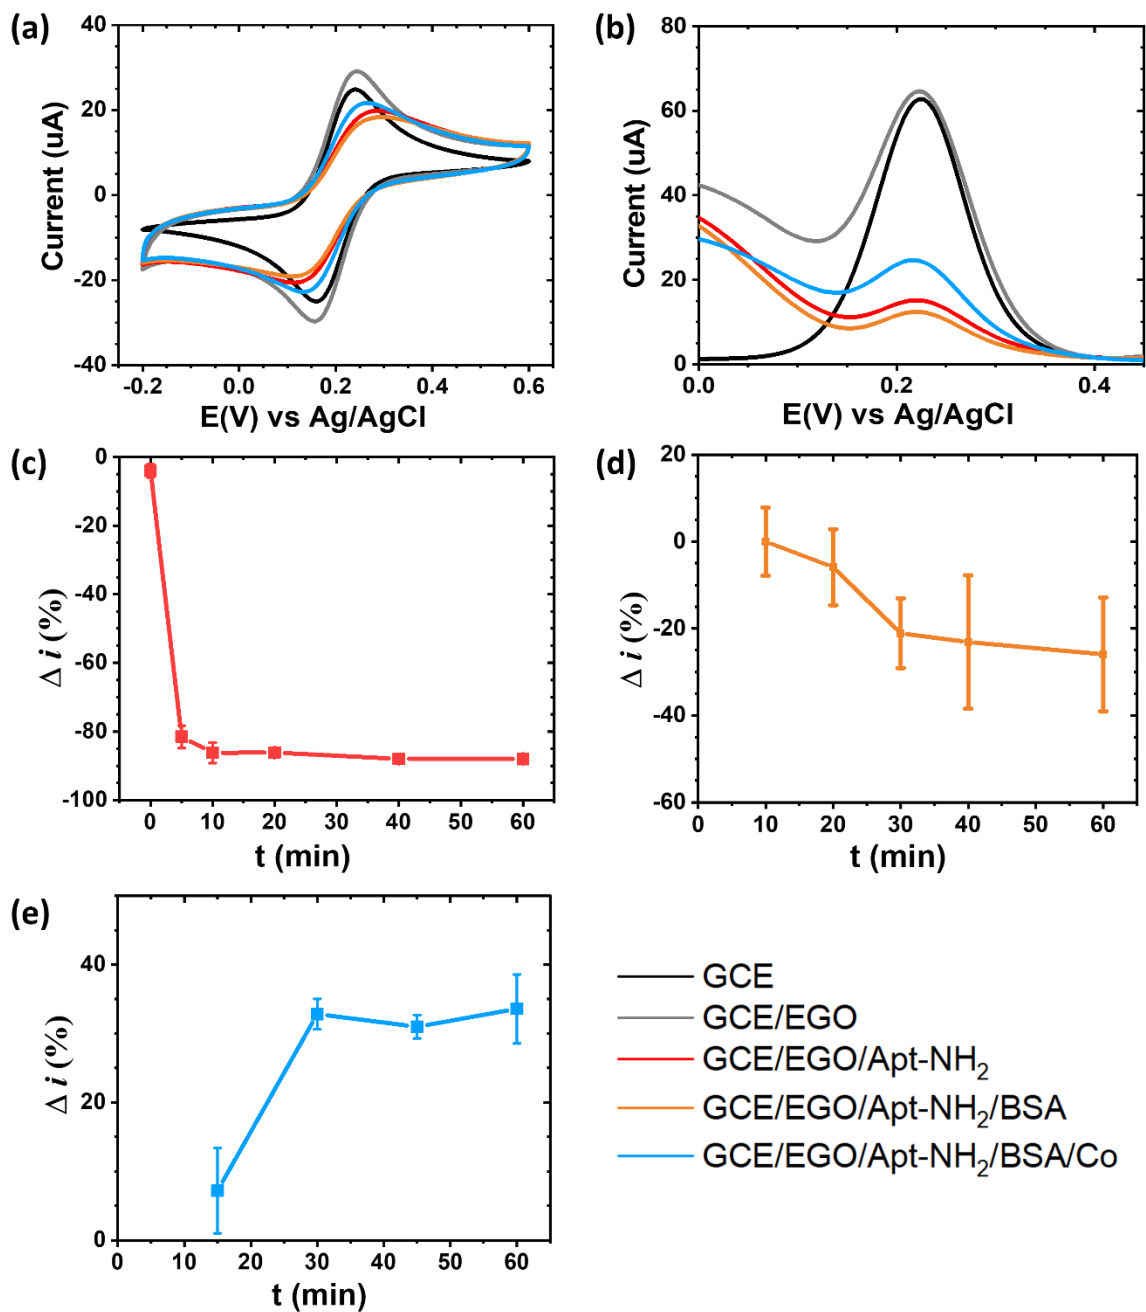 (a)
40
20
0
-20
-40
Current (uA)
-0.2
0.0
0.2
0.4
0.6
E(V) vs Ag/AgCl
(b)
80
60
40
20
0
Current (uA)
0.0
0.2
0.4
E(V) vs Ag/AgCl
(c)
0
-20
-40
-60
-80
-100
Δ i (%)
0
10
20
30
40
50
60
t (min)
(d)
20
0
-20
-40
-60
Δ i (%)
0
10
20
30
40
50
60
t (min)
(e)
40
20
0
Δ i (%)
0
10
20
30
40
50
60
t (min)
GCE
GCE/EGO
GCE/EGO/Apt-NH₂
GCE/EGO/Apt-NH₂/BSA
GCE/EGO/Apt-NH₂/BSA/Co